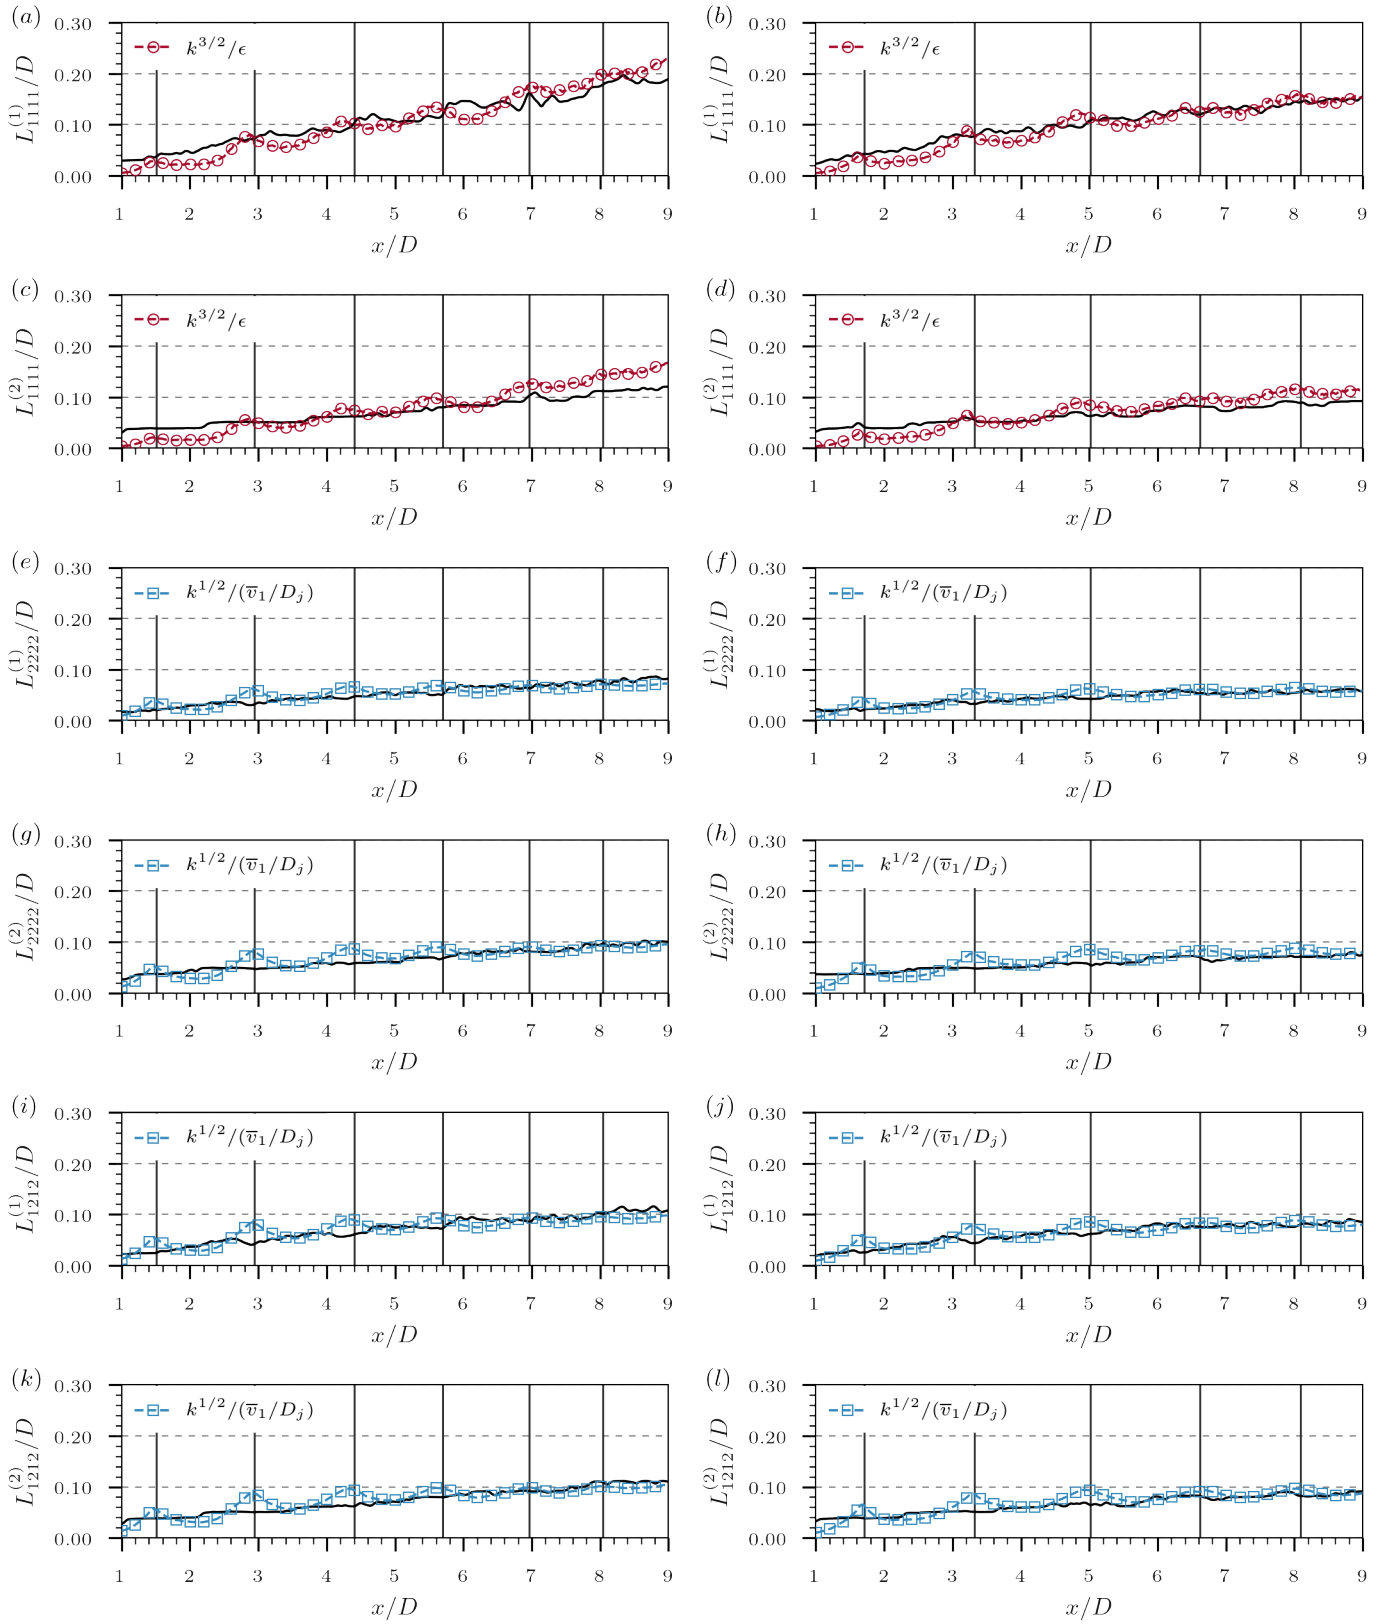 (a) (b)
0.30 0.20 0.10 0.00 0.30 0.20 0.10 0.00
L_{1111}^{(1)}/D L_{1111}^{(1)}/D
k^{3/2}/ϵ k^{3/2}/ϵ
1 2 3 4 5 6 7 8 9 1 2 3 4 5 6 7 8 9
x/D x/D
(c) (d)
0.30 0.20 0.10 0.00 0.30 0.20 0.10 0.00
L_{1111}^{(2)}/D L_{1111}^{(2)}/D
k^{3/2}/ϵ k^{3/2}/ϵ
1 2 3 4 5 6 7 8 9 1 2 3 4 5 6 7 8 9
x/D x/D
(e) (f)
0.30 0.20 0.10 0.00 0.30 0.20 0.10 0.00
L_{2222}^{(1)}/D L_{2222}^{(1)}/D
k^{1/2}/(v̅_1/D_j) k^{1/2}/(v̅_1/D_j)
1 2 3 4 5 6 7 8 9 1 2 3 4 5 6 7 8 9
x/D x/D
(g) (h)
0.30 0.20 0.10 0.00 0.30 0.20 0.10 0.00
L_{2222}^{(2)}/D L_{2222}^{(2)}/D
k^{1/2}/(v̅_1/D_j) k^{1/2}/(v̅_1/D_j)
1 2 3 4 5 6 7 8 9 1 2 3 4 5 6 7 8 9
x/D x/D
(i) (j)
0.30 0.20 0.10 0.00 0.30 0.20 0.10 0.00
L_{1212}^{(1)}/D L_{1212}^{(1)}/D
k^{1/2}/(v̅_1/D_j) k^{1/2}/(v̅_1/D_j)
1 2 3 4 5 6 7 8 9 1 2 3 4 5 6 7 8 9
x/D x/D
(k) (l)
0.30 0.20 0.10 0.00 0.30 0.20 0.10 0.00
L_{1212}^{(2)}/D L_{1212}^{(2)}/D
k^{1/2}/(v̅_1/D_j) k^{1/2}/(v̅_1/D_j)
1 2 3 4 5 6 7 8 9 1 2 3 4 5 6 7 8 9
x/D x/D